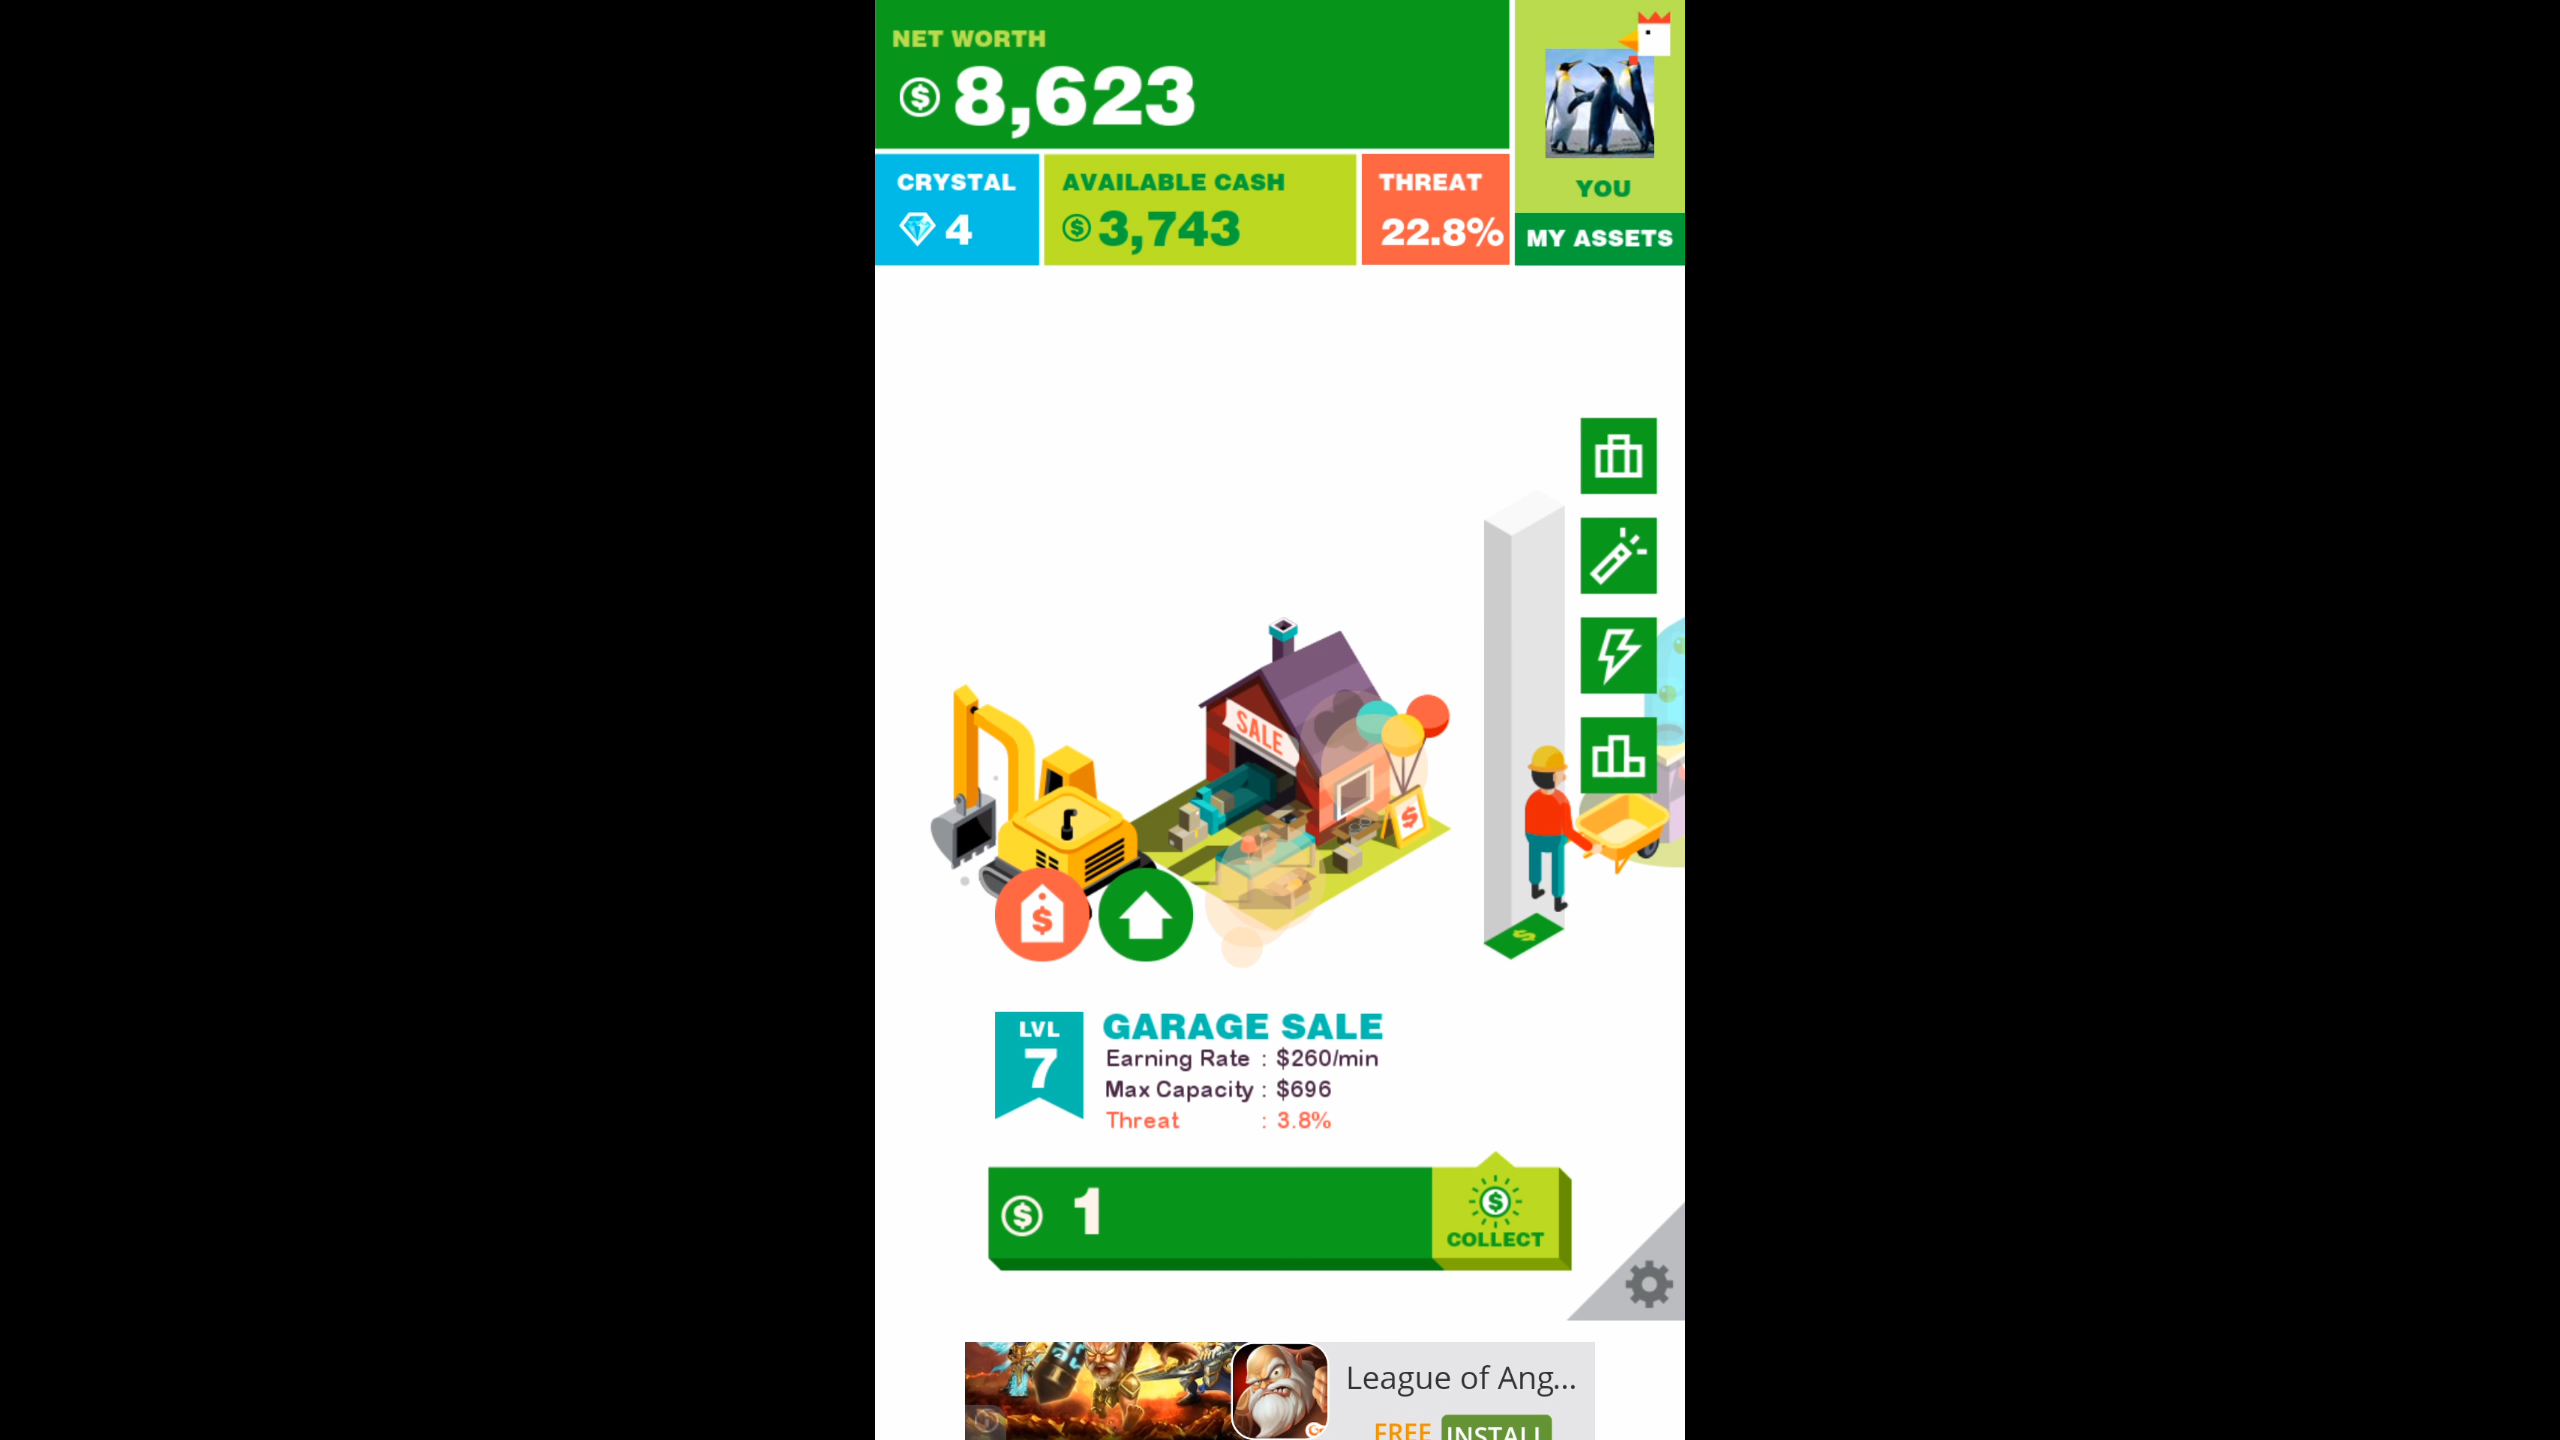 NET WORTH
$ 8,623
CRYSTAL
4
AVAILABLE CASH
$ 3,743
THREAT
22.8%
YOU
MY ASSETS
SALE
$
$
$
LVL
7
GARAGE SALE
Earning Rate : $260/min
Max Capacity : $696
Threat : 3.8%
$ 1
$
COLLECT
League of Ang...
FREE INSTALL